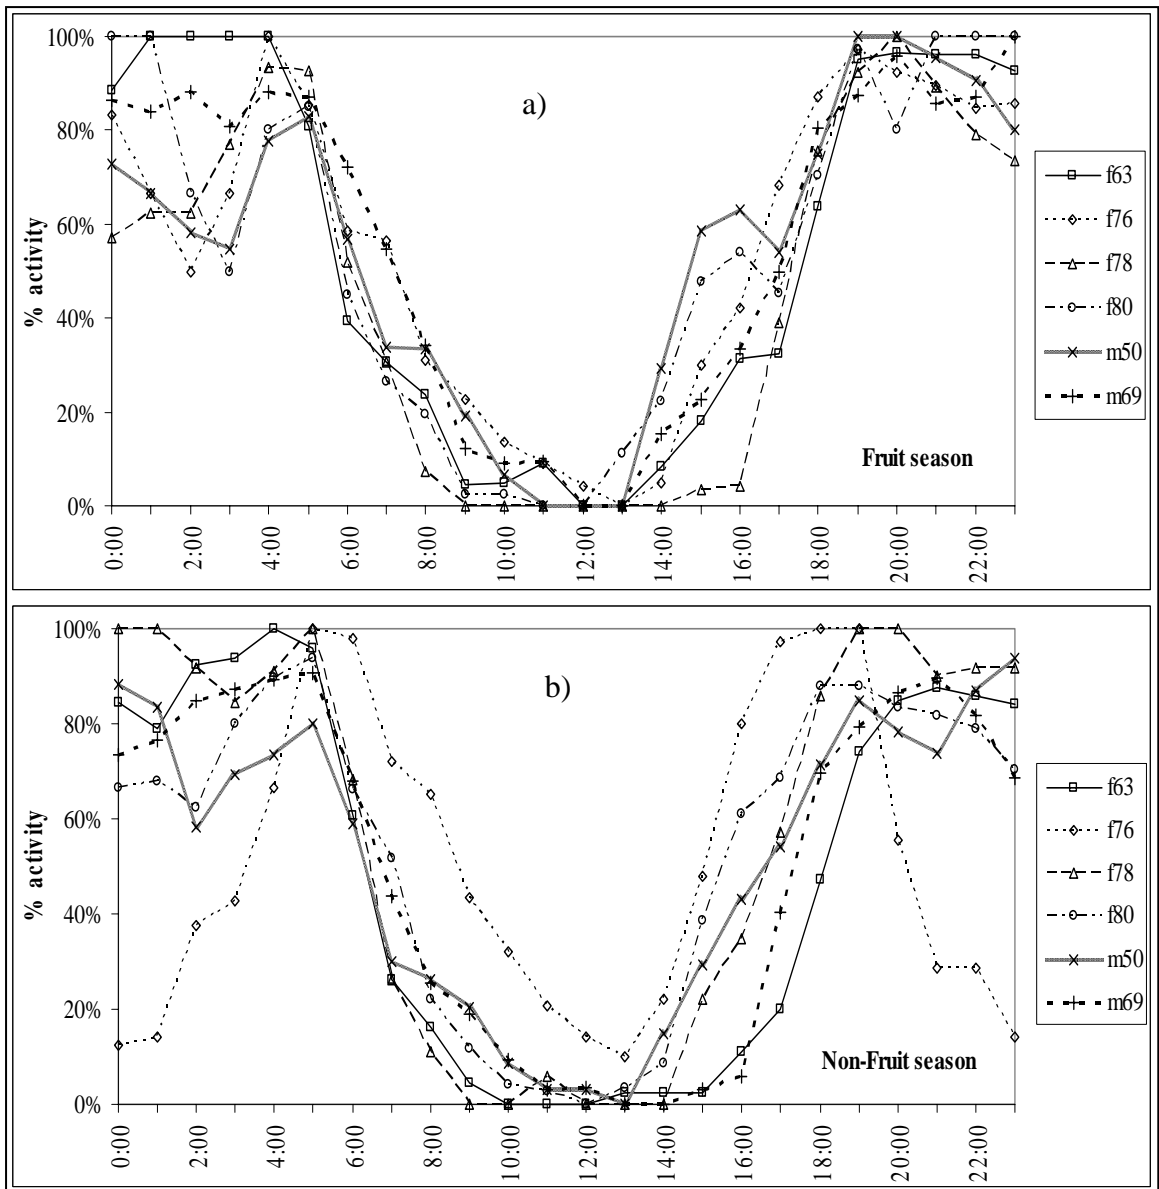 100%
80%
60%
40%
20%
0%
% activity
a)
Fruit season
0:00
2:00
4:00
6:00
8:00
10:00
12:00
14:00
16:00
18:00
20:00
22:00
f63
f76
f78
f80
m50
m69
100%
80%
60%
40%
20%
0%
% activity
b)
Non-Fruit season
0:00
2:00
4:00
6:00
8:00
10:00
12:00
14:00
16:00
18:00
20:00
22:00
f63
f76
f78
f80
m50
m69